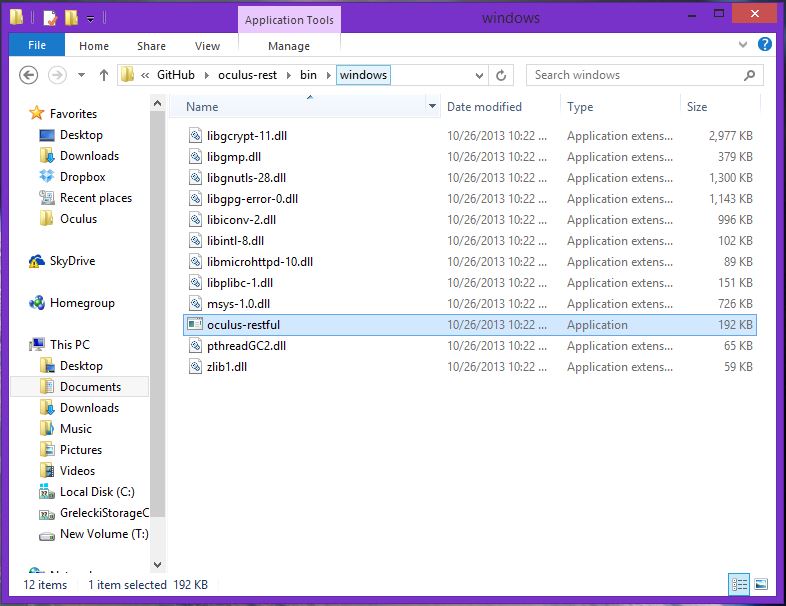 Application Tools
windows
File Home Share View Manage
« GitHub oculus-rest bin windows
Search windows
Name Date modified Type Size
Favorites
Desktop
Downloads
Dropbox
Recent places
Oculus
SkyDrive
Homegroup
This PC
Desktop
Documents
Downloads
Music
Pictures
Videos
Local Disk (C:)
GreleckiStorageC
New Volume (T:)
libgcrypt-11.dll 10/26/2013 10:22 ... Application extens... 2,977 KB
libgmp.dll 10/26/2013 10:22 ... Application extens... 379 KB
libgnutls-28.dll 10/26/2013 10:22 ... Application extens... 1,300 KB
libgpg-error-0.dll 10/26/2013 10:22 ... Application extens... 1,143 KB
libiconv-2.dll 10/26/2013 10:22 ... Application extens... 996 KB
libintl-8.dll 10/26/2013 10:22 ... Application extens... 102 KB
libmicrohttpd-10.dll 10/26/2013 10:22 ... Application extens... 89 KB
libplibc-1.dll 10/26/2013 10:22 ... Application extens... 151 KB
msys-1.0.dll 10/26/2013 10:22 ... Application extens... 726 KB
oculus-restful 10/26/2013 10:22 ... Application 192 KB
pthreadGC2.dll 10/26/2013 10:22 ... Application extens... 65 KB
zlib1.dll 10/26/2013 10:22 ... Application extens... 59 KB
12 items 1 item selected 192 KB